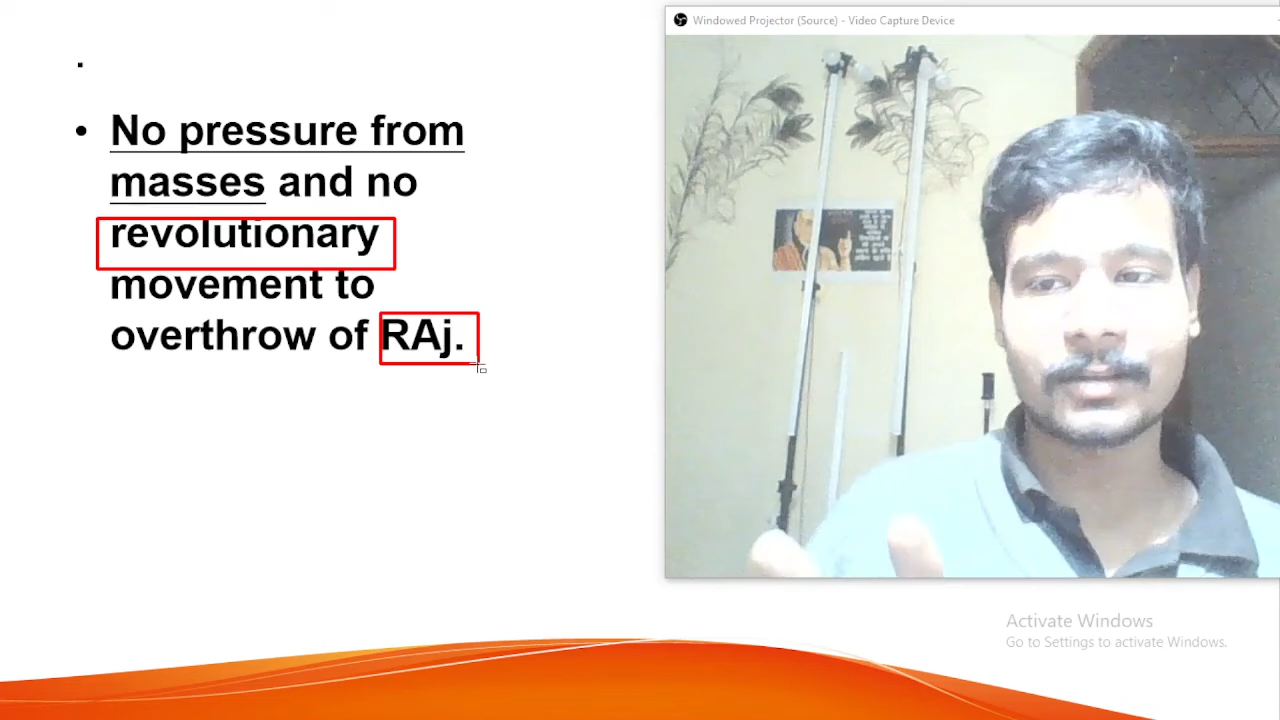 Windowed Projector (Source) - Video Capture Device
No pressure from
masses and no
revolutionary
movement to
overthrow of RAj.
Activate Windows
Go to Settings to activate Windows.